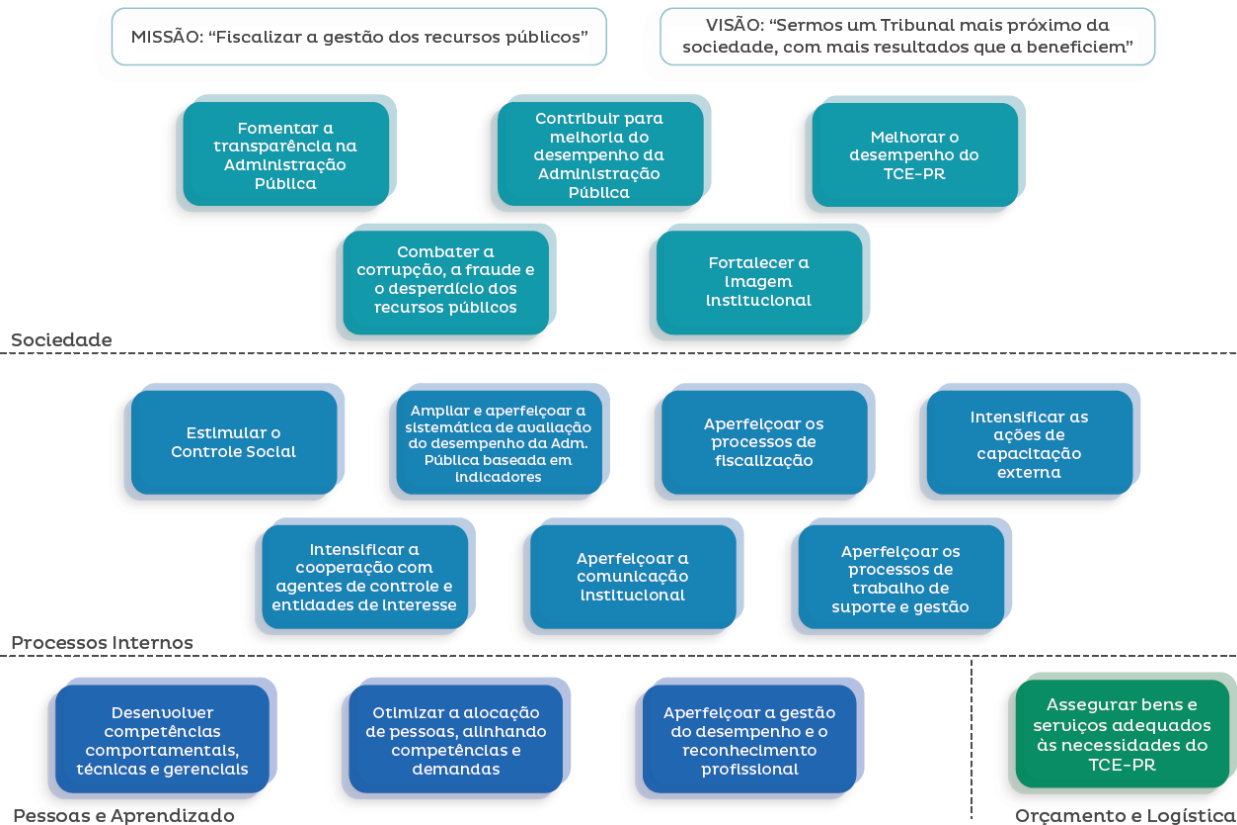 MISSÃO: “Fiscalizar a gestão dos recursos públicos”
VISÃO: “Sermos um Tribunal mais próximo da
sociedade, com mais resultados que a beneficiem”
Fomentar a
transparência na
Administração
Pública
Contribuir para
melhoria do
desempenho da
Administração
Pública
Melhorar o
desempenho do
TCE-PR
Combater a
corrupção, a fraude e
o desperdício dos
recursos públicos
Fortalecer a
imagem
institucional
Sociedade
Estimular o
Controle Social
Ampliar e aperfeiçoar a
sistemática de avaliação
do desempenho da Adm.
Pública baseada em
indicadores
Aperfeiçoar os
processos de
fiscalização
Intensificar as
ações de
capacitação
externa
Intensificar a
cooperação com
agentes de controle e
entidades de interesse
Aperfeiçoar a
comunicação
institucional
Aperfeiçoar os
processos de
trabalho de
suporte e gestão
Processos Internos
Desenvolver
competências
comportamentais,
técnicas e gerenciais
Otimizar a alocação
de pessoas, alinhando
competências e
demandas
Aperfeiçoar a gestão
do desempenho e o
reconhecimento
profissional
Assegurar bens e
serviços adequados
às necessidades do
TCE-PR
Pessoas e Aprendizado
Orçamento e Logística